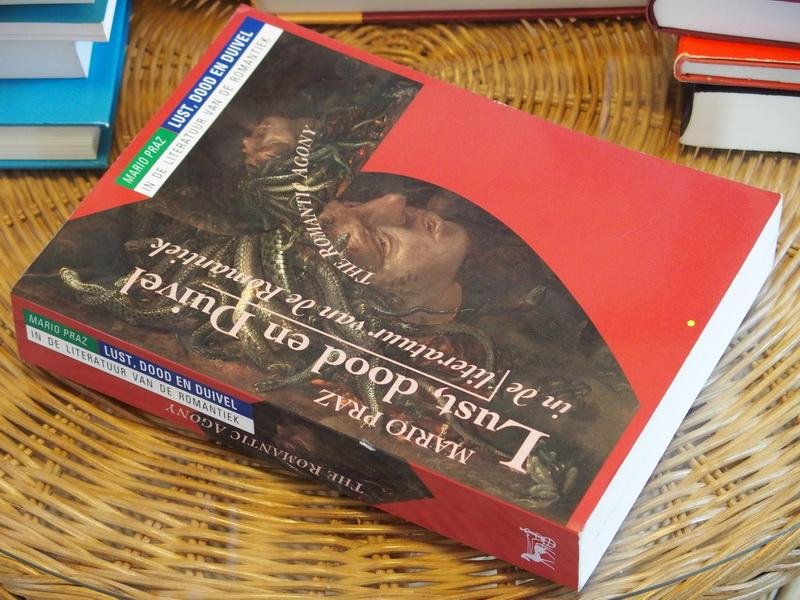 MARIO PRAZ LUST, DOOD EN DUIVEL
IN DE LITERATUUR VAN DE ROMANTIEK
MARIO PRAZ
Lust, dood en Duivel
in de literatuur van de Romantiek
THE ROMANTIC AGONY
MARIO PRAZ LUST, DOOD EN DUIVEL
IN DE LITERATUUR VAN DE ROMANTIEK
THE ROMANTIC AGONY